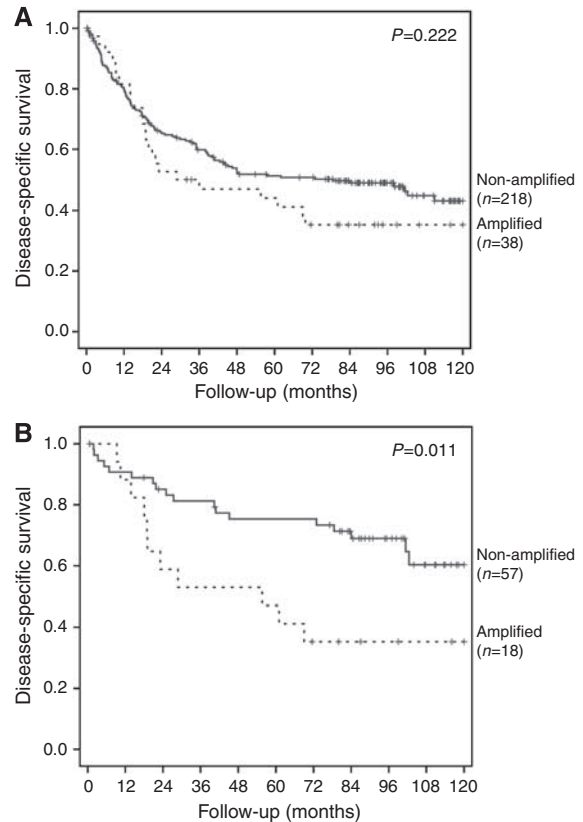 A
P=0.222
Disease-specific survival
1.0
0.8
0.6
0.4
0.2
0.0
Non-amplified
(n=218)
Amplified
(n=38)
0 12 24 36 48 60 72 84 96 108 120
Follow-up (months)
B
P=0.011
Disease-specific survival
1.0
0.8
0.6
0.4
0.2
0.0
Non-amplified
(n=57)
Amplified
(n=18)
0 12 24 36 48 60 72 84 96 108 120
Follow-up (months)